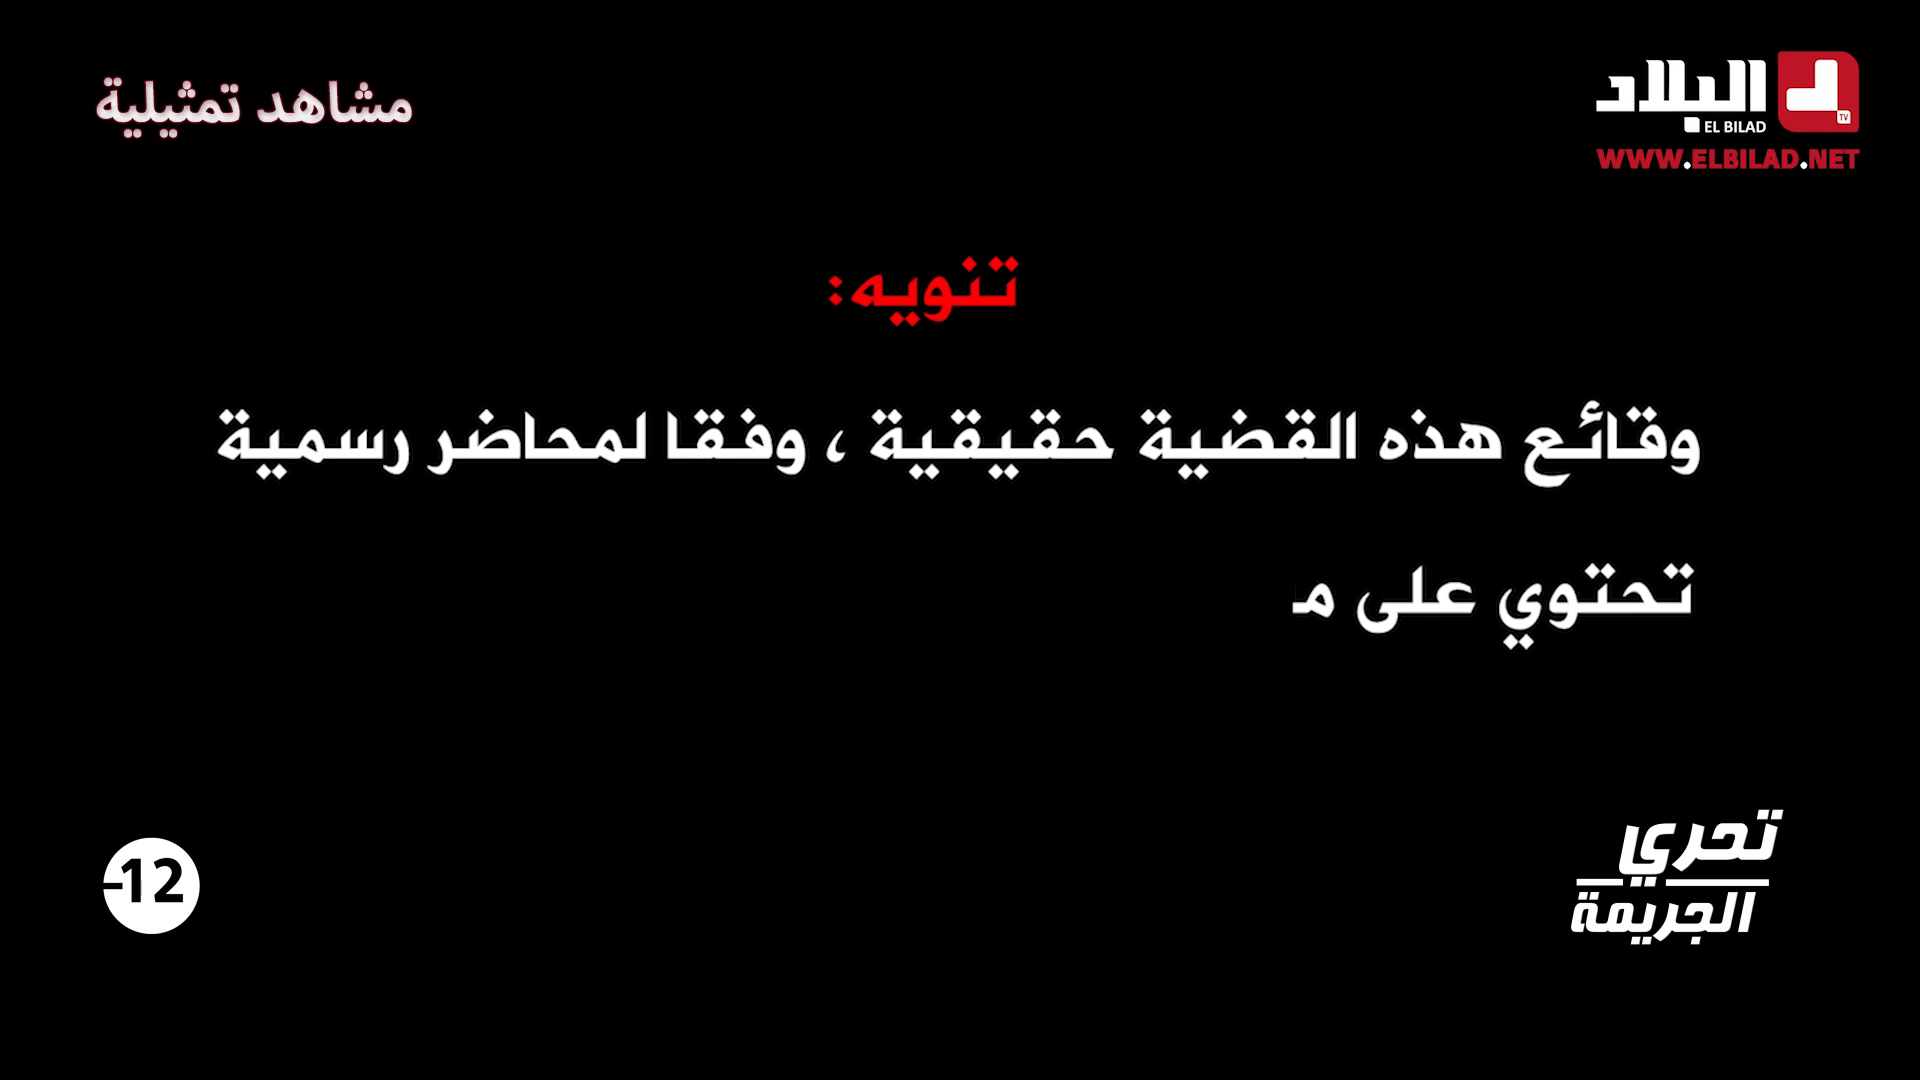 مشاهد تمثيلية
البلاد
TV
EL BILAD
WWW.ELBILAD.NET
تنويه:
وقائع هذه القضية حقيقية ، وفقا لمحاضر رسمية
تحتوي على مـ
-12
تحري
الجريمة